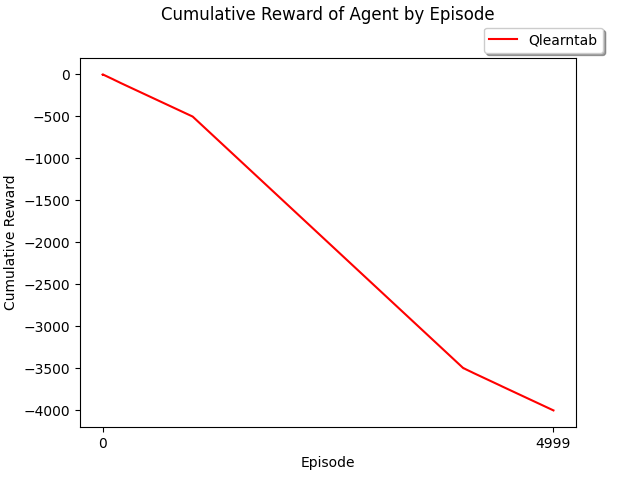 Cumulative Reward of Agent by Episode
Qlearntab
0
−500
−1000
−1500
−2000
−2500
−3000
−3500
−4000
Cumulative Reward
0 4999
Episode